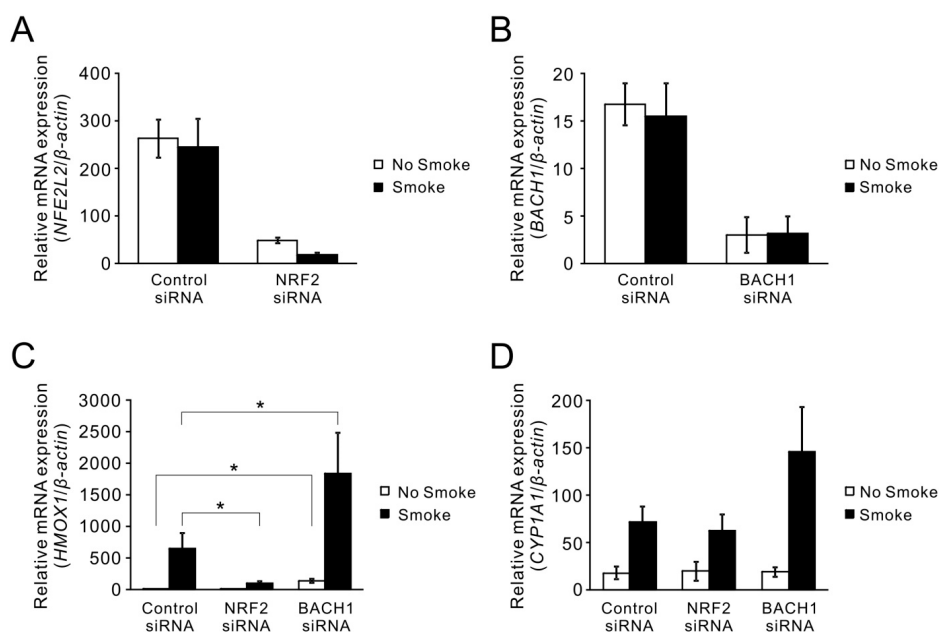 A
Relative mRNA expression
(NFE2L2/β-actin)
400
300
200
100
0
Control
siRNA
NRF2
siRNA
No Smoke
Smoke
B
Relative mRNA expression
(BACH1/β-actin)
20
15
10
5
0
Control
siRNA
BACH1
siRNA
No Smoke
Smoke
C
Relative mRNA expression
(HMOX1/β-actin)
3000
2500
2000
1500
1000
500
0
*
*
*
Control
siRNA
NRF2
siRNA
BACH1
siRNA
No Smoke
Smoke
D
Relative mRNA expression
(CYP1A1/β-actin)
200
150
100
50
0
Control
siRNA
NRF2
siRNA
BACH1
siRNA
No Smoke
Smoke